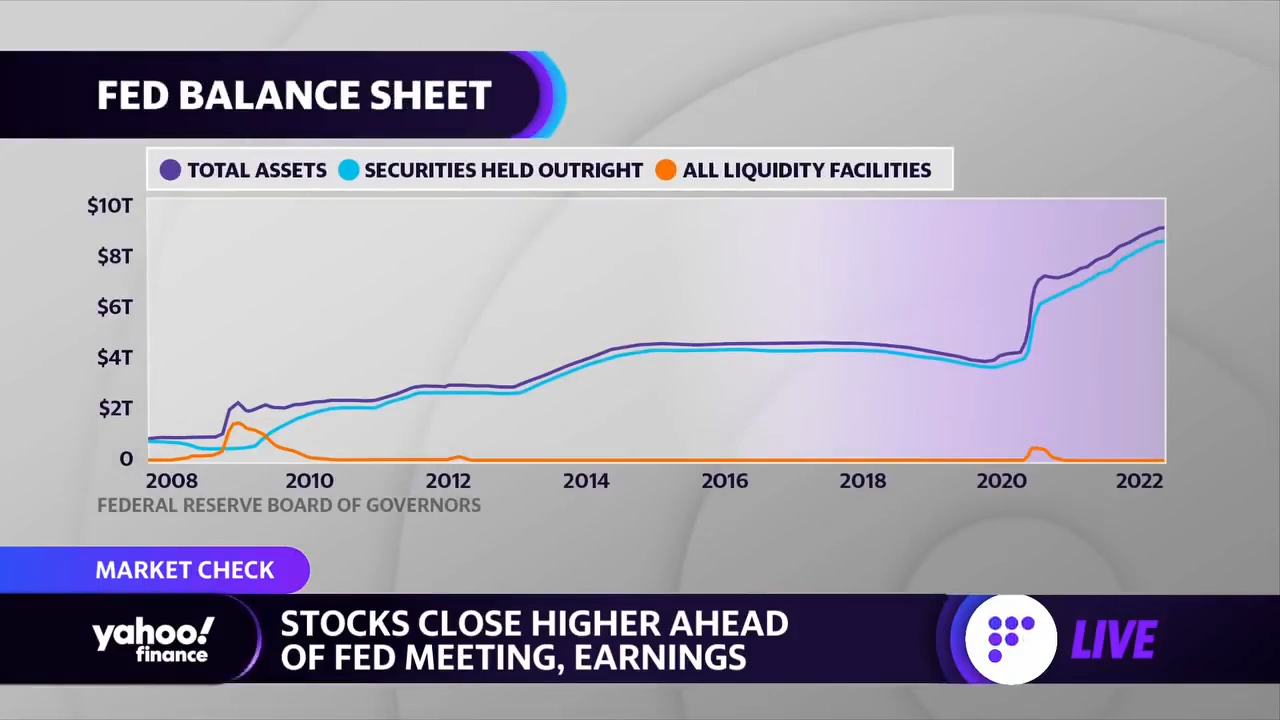 FED BALANCE SHEET
TOTAL ASSETS SECURITIES HELD OUTRIGHT ALL LIQUIDITY FACILITIES
$10T
$8T
$6T
$4T
$2T
0
2008 2010 2012 2014 2016 2018 2020 2022
FEDERAL RESERVE BOARD OF GOVERNORS
MARKET CHECK
yahoo!
finance
STOCKS CLOSE HIGHER AHEAD
OF FED MEETING, EARNINGS
LIVE